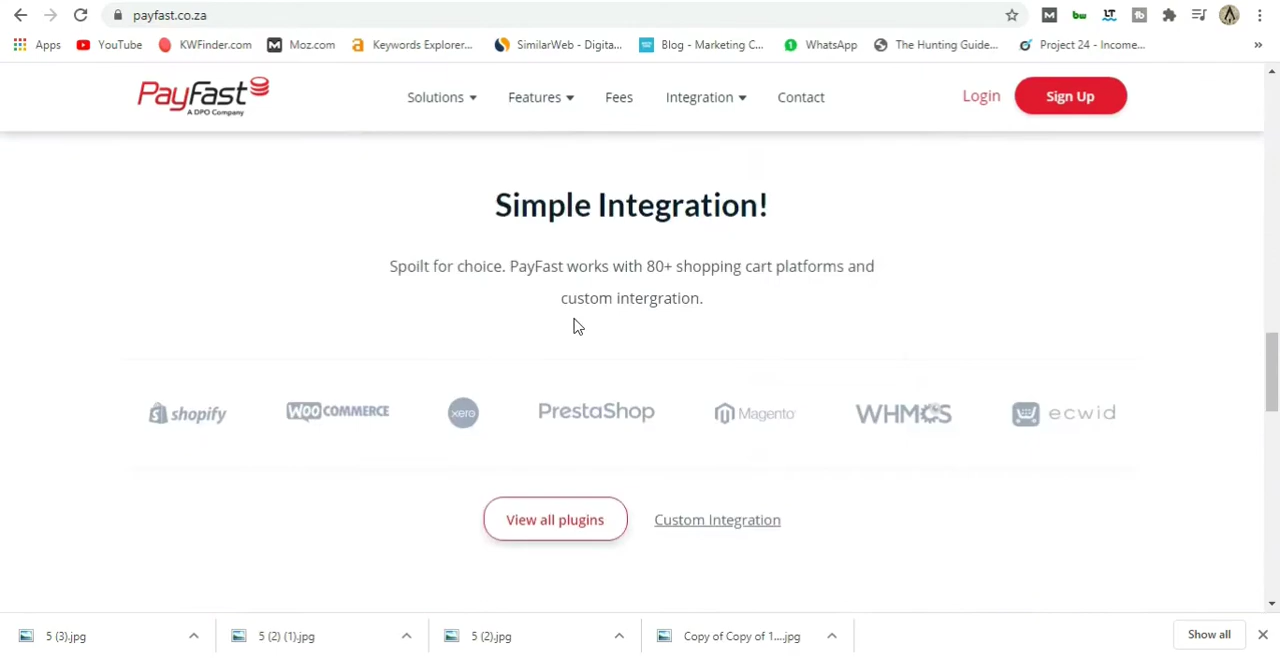 payfast.co.za
Apps YouTube KWFinder.com Moz.com Keywords Explorer... SimilarWeb - Digita... Blog - Marketing C... WhatsApp The Hunting Guide... Project 24 - Income... »
PayFast
A DPO Company
Solutions Features Fees Integration Contact Login Sign Up
Simple Integration!
Spoilt for choice. PayFast works with 80+ shopping cart platforms and
custom intergration.
shopify WOO COMMERCE xero PrestaShop Magento WHMCS ecwid
View all plugins Custom Integration
5 (3).jpg 5 (2) (1).jpg 5 (2).jpg Copy of Copy of 1....jpg Show all